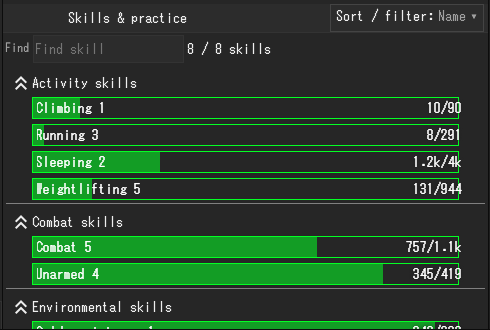 Skills & practice
Sort / filter: Name ▾
Find Find skill 8 / 8 skills
Activity skills
Climbing 1 10/90
Running 3 8/291
Sleeping 2 1.2k/4k
Weightlifting 5 131/944
Combat skills
Combat 5 757/1.1k
Unarmed 4 345/419
Environmental skills